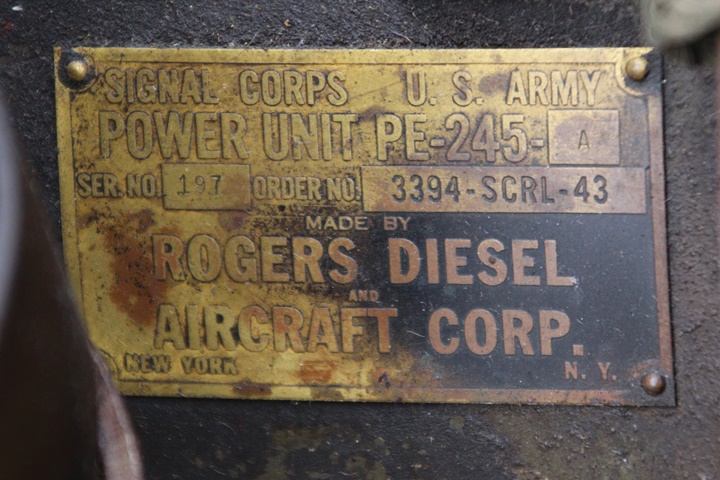 SIGNAL CORPS U. S. ARMY
POWER UNIT PE-245-A
SER. NO. 197 ORDER NO. 3394-SCRL-43
MADE BY
ROGERS DIESEL
AND
AIRCRAFT CORP.
NEW YORK N. Y.